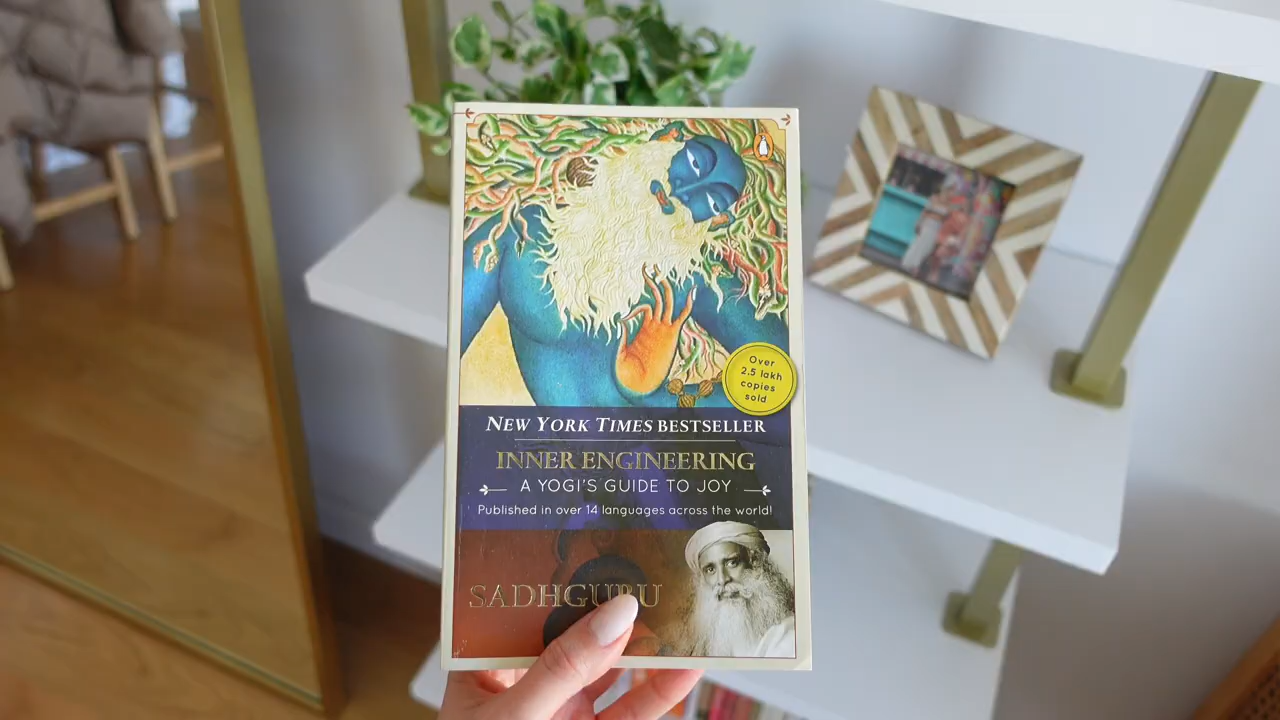 Over
2.5 lakh
copies
sold
NEW YORK TIMES BESTSELLER
INNER ENGINEERING
A YOGI'S GUIDE TO JOY
Published in over 14 languages across the world!
SADHGURU